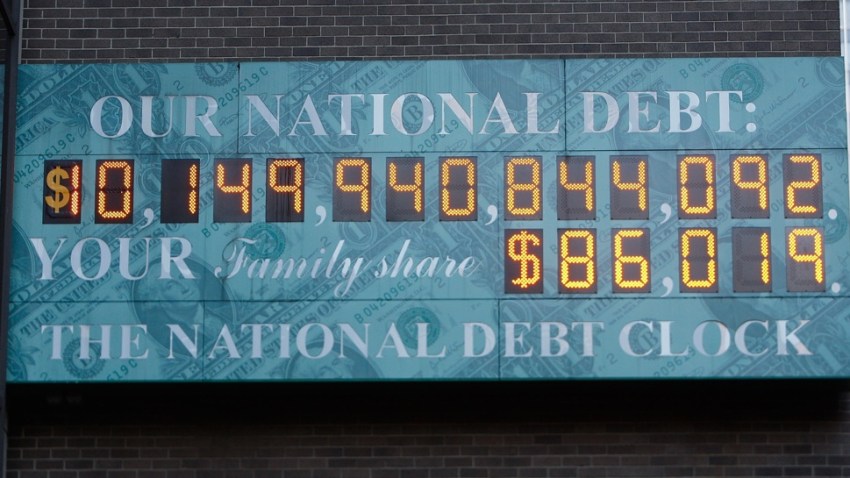 OUR NATIONAL DEBT:
$10,149,940,844,092.
YOUR Family share $86,019.
THE NATIONAL DEBT CLOCK